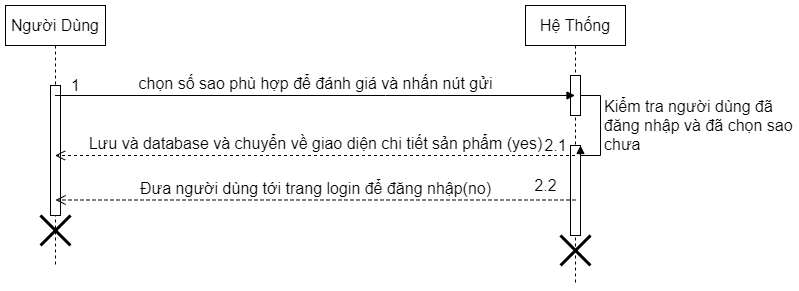 Người Dùng
Hệ Thống
1
chọn số sao phù hợp để đánh giá và nhấn nút gửi
Kiểm tra người dùng đã
đăng nhập và đã chọn sao
chưa
Lưu và database và chuyển về giao diện chi tiết sản phẩm (yes)
2.1
Đưa người dùng tới trang login để đăng nhập(no)
2.2